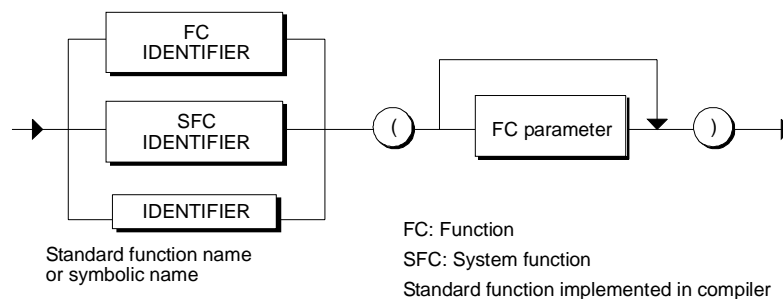 FC
IDENTIFIER
SFC
IDENTIFIER
IDENTIFIER
Standard function name
or symbolic name
(
FC parameter
)
FC: Function
SFC: System function
Standard function implemented in compiler